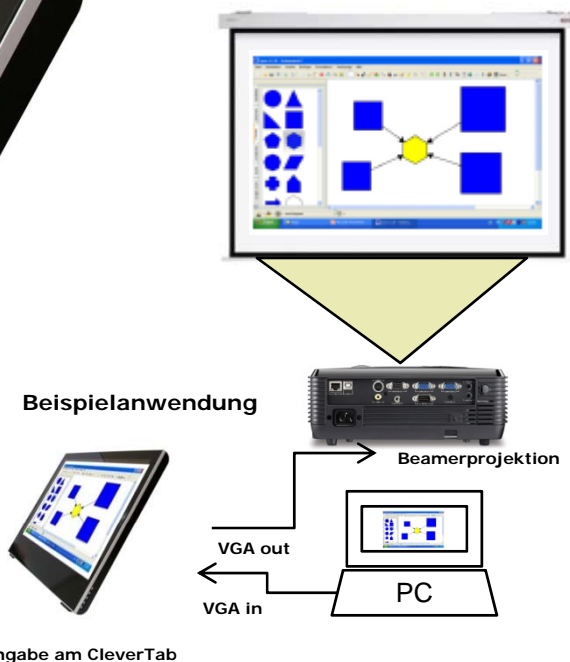 Beispielanwendung
Beamerprojektion
VGA out
VGA in
PC
ngabe am CleverTab